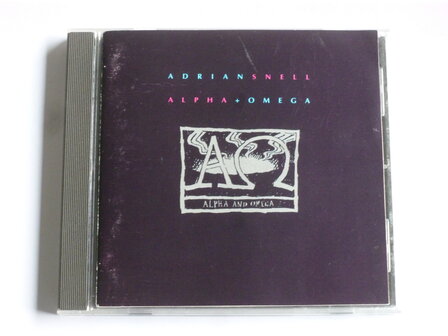 ADRIANSNELL
ALPHA+OMEGA
AΩ
ALPHA AND OMEGA